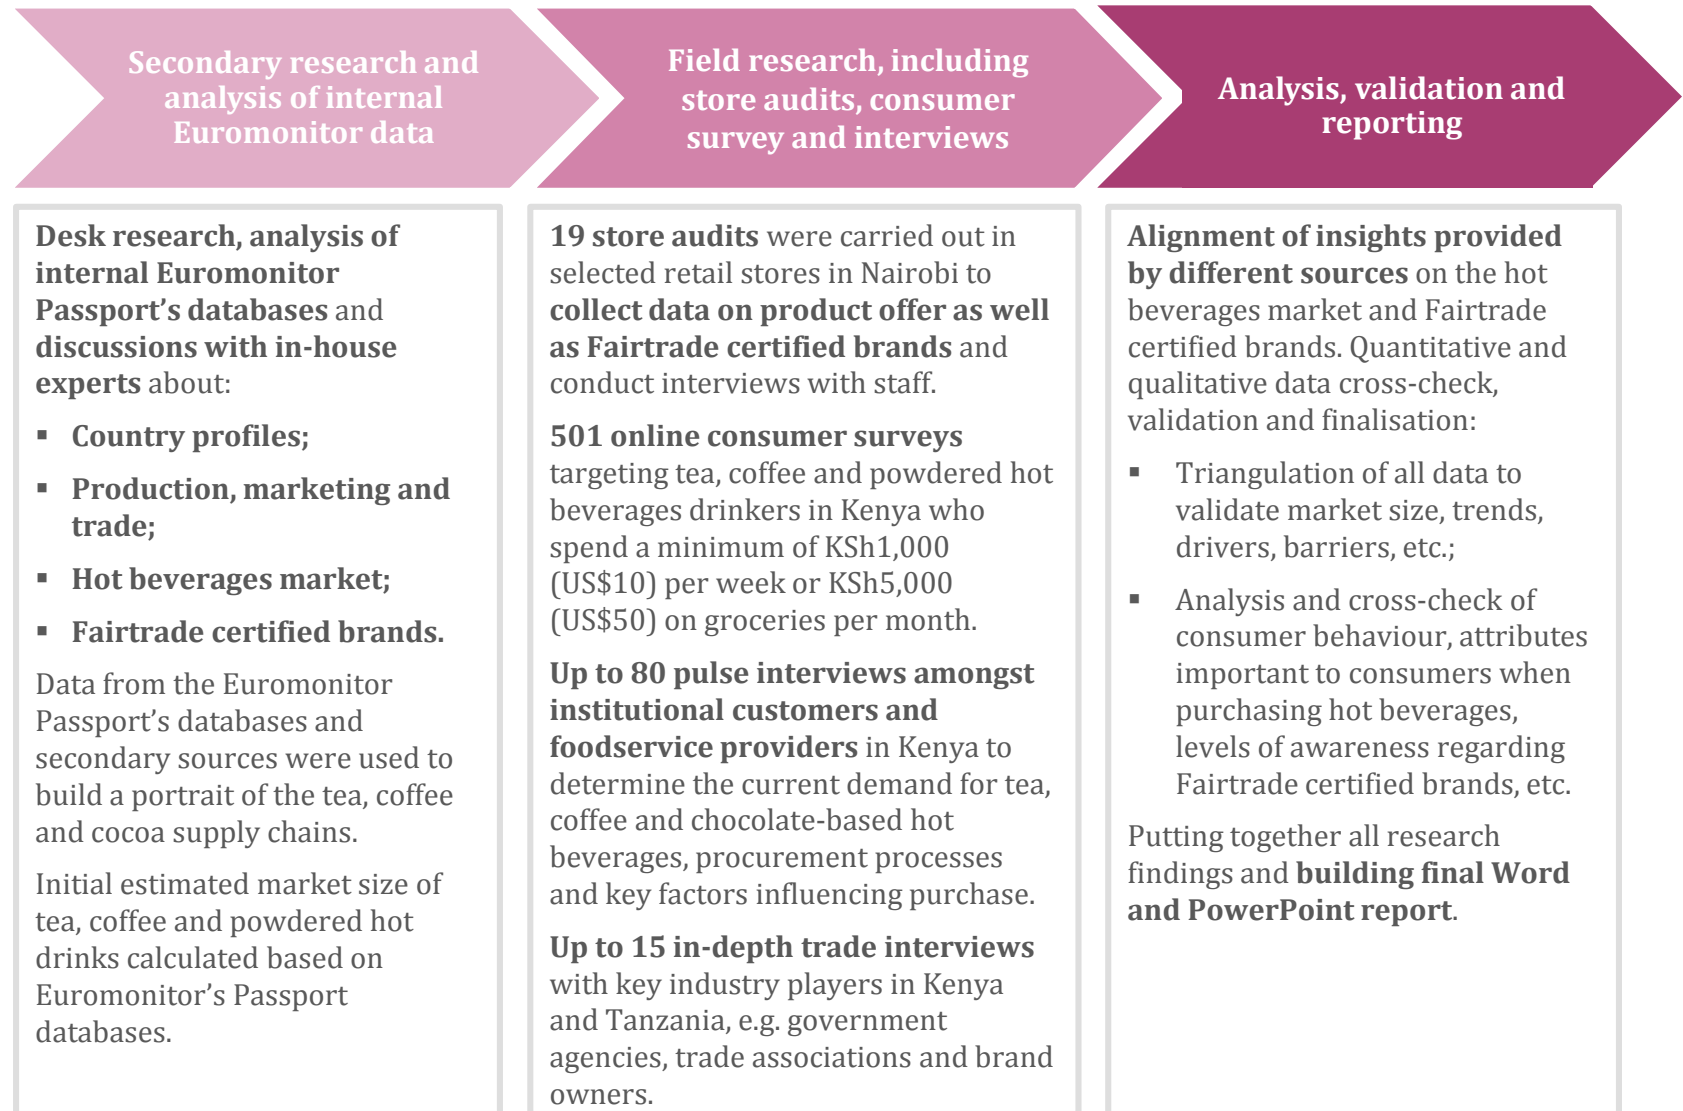 Secondary research and
analysis of internal
Euromonitor data
Field research, including
store audits, consumer
survey and interviews
Analysis, validation and
reporting
Desk research, analysis of
internal Euromonitor
Passport’s databases and
discussions with in-house
experts about:
▪ Country profiles;
▪ Production, marketing and
trade;
▪ Hot beverages market;
▪ Fairtrade certified brands.
Data from the Euromonitor
Passport’s databases and
secondary sources were used to
build a portrait of the tea, coffee
and cocoa supply chains.
Initial estimated market size of
tea, coffee and powdered hot
drinks calculated based on
Euromonitor’s Passport
databases.
19 store audits were carried out in
selected retail stores in Nairobi to
collect data on product offer as well
as Fairtrade certified brands and
conduct interviews with staff.
501 online consumer surveys
targeting tea, coffee and powdered hot
beverages drinkers in Kenya who
spend a minimum of KSh1,000
(US$10) per week or KSh5,000
(US$50) on groceries per month.
Up to 80 pulse interviews amongst
institutional customers and
foodservice providers in Kenya to
determine the current demand for tea,
coffee and chocolate-based hot
beverages, procurement processes
and key factors influencing purchase.
Up to 15 in-depth trade interviews
with key industry players in Kenya
and Tanzania, e.g. government
agencies, trade associations and brand
owners.
Alignment of insights provided
by different sources on the hot
beverages market and Fairtrade
certified brands. Quantitative and
qualitative data cross-check,
validation and finalisation:
▪ Triangulation of all data to
validate market size, trends,
drivers, barriers, etc.;
▪ Analysis and cross-check of
consumer behaviour, attributes
important to consumers when
purchasing hot beverages,
levels of awareness regarding
Fairtrade certified brands, etc.
Putting together all research
findings and building final Word
and PowerPoint report.